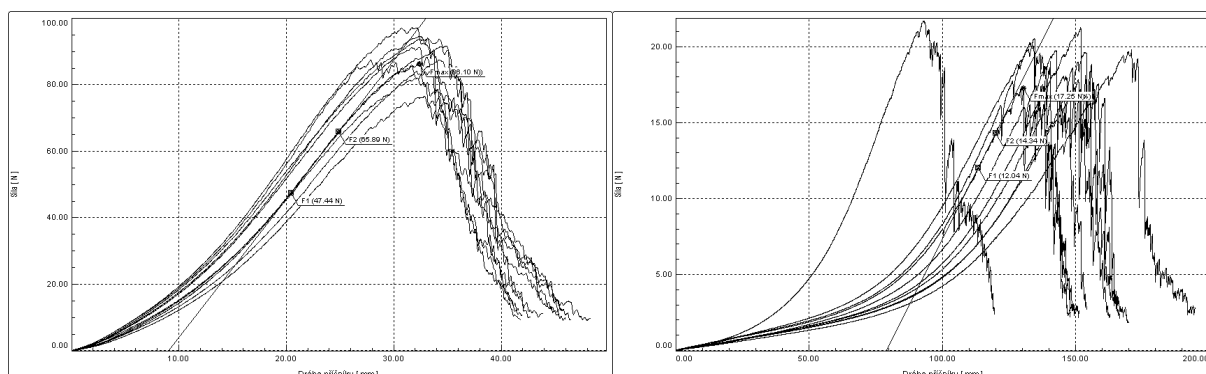 100.00
80.00
60.00
40.00
20.00
0.00
Síla [ N ]
Fmax (86.10 N)
F2 (65.89 N)
F1 (47.44 N)
10.00 20.00 30.00 40.00
Dráha příčníku [ mm ]
20.00
15.00
10.00
5.00
0.00
Síla [ N ]
Fmax (17.25 N)
F2 (14.34 N)
F1 (12.04 N)
0.00 50.00 100.00 150.00 200.00
Dráha příčníku [ mm ]